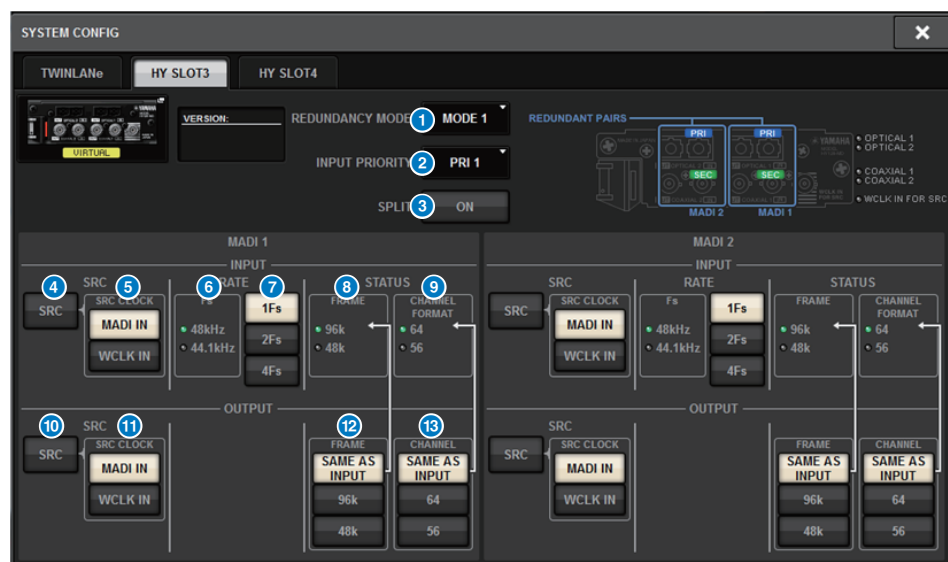 SYSTEM CONFIG
TWINLANe HY SLOT3 HY SLOT4
VIRTUAL
VERSION:
REDUNDANCY MODE 1 MODE 1
INPUT PRIORITY 2 PRI 1
SPLIT 3 ON
REDUNDANT PAIRS
PRI PRI
SEC SEC
MADI 2 MADI 1
YAMAHA
OPTICAL 1
OPTICAL 2
COAXIAL 1
COAXIAL 2
WCLK IN FOR SRC
MADI 1
INPUT
SRC RATE STATUS
4 5 6 7 8 9
SRC
SRC CLOCK
MADI IN
WCLK IN
Fs
48kHz
44.1kHz
1Fs
2Fs
4Fs
FRAME
96k
48k
CHANNEL
FORMAT
64
56
OUTPUT
10 SRC 11 12 13
SRC
SRC CLOCK
MADI IN
WCLK IN
FRAME
SAME AS
INPUT
96k
48k
CHANNEL
SAME AS
INPUT
64
56
MADI 2
INPUT
SRC RATE STATUS
SRC
SRC CLOCK
MADI IN
WCLK IN
Fs
48kHz
44.1kHz
1Fs
2Fs
4Fs
FRAME
96k
48k
CHANNEL
FORMAT
64
56
OUTPUT
SRC
SRC
SRC CLOCK
MADI IN
WCLK IN
FRAME
SAME AS
INPUT
96k
48k
CHANNEL
SAME AS
INPUT
64
56